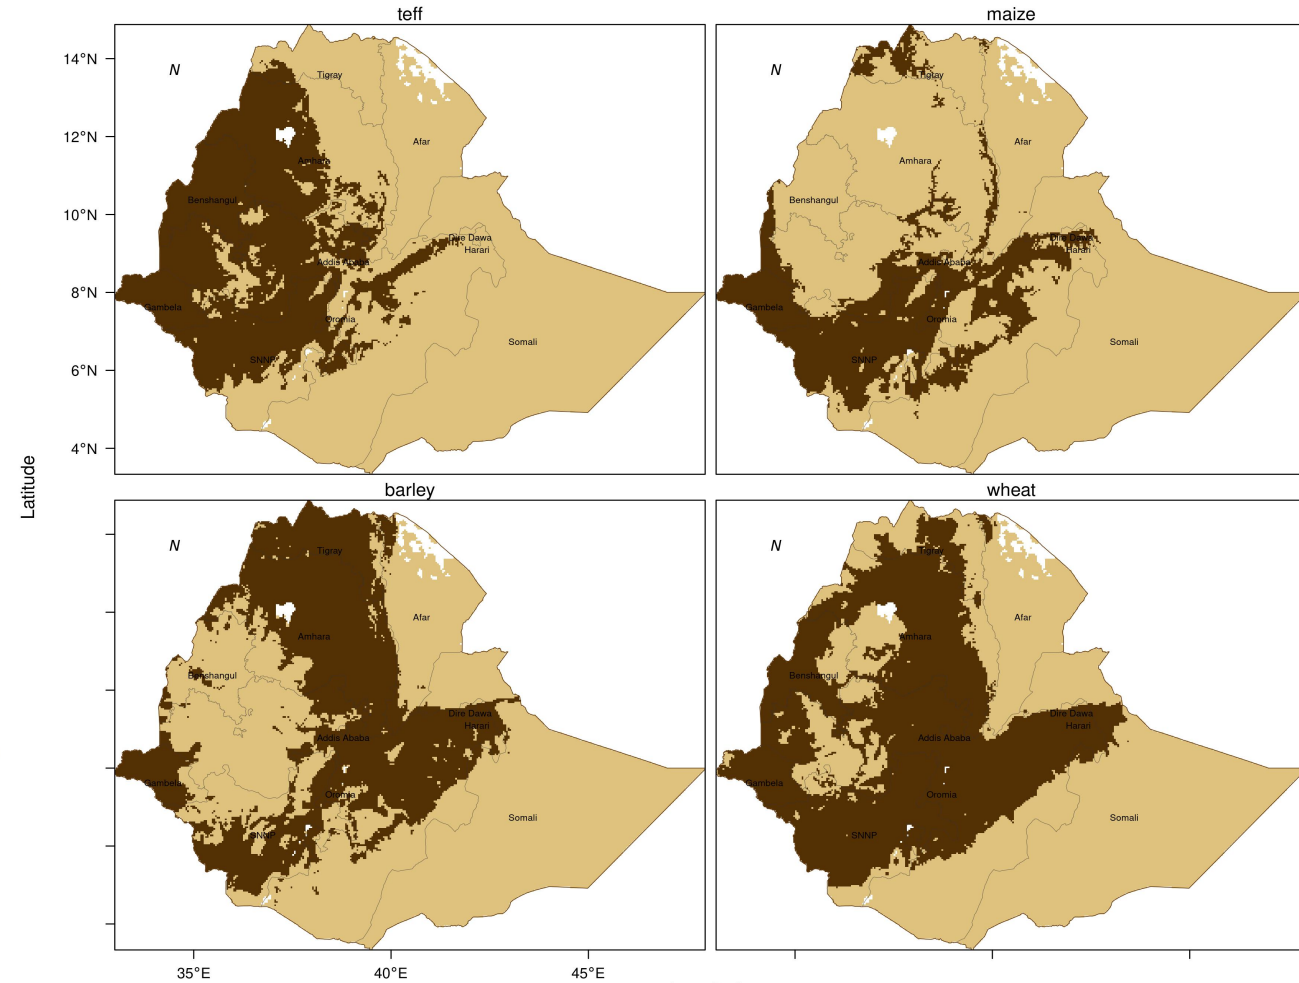 teff
maize
14°N
12°N
10°N
8°N
6°N
4°N
N
Tigray
Afar
Amhara
Benshangul
Dire Dawa
Harari
Addis Ababa
Gambela
Oromia
Somali
SNNP
N
Tigray
Afar
Amhara
Benshangul
Dire Dawa
Harari
Addis Ababa
Gambela
Oromia
Somali
SNNP
Latitude
barley
wheat
N
Tigray
Afar
Amhara
Benshangul
Dire Dawa
Harari
Addis Ababa
Gambela
Oromia
Somali
SNNP
N
Tigray
Afar
Amhara
Benshangul
Dire Dawa
Harari
Addis Ababa
Gambela
Oromia
Somali
SNNP
35°E
40°E
45°E